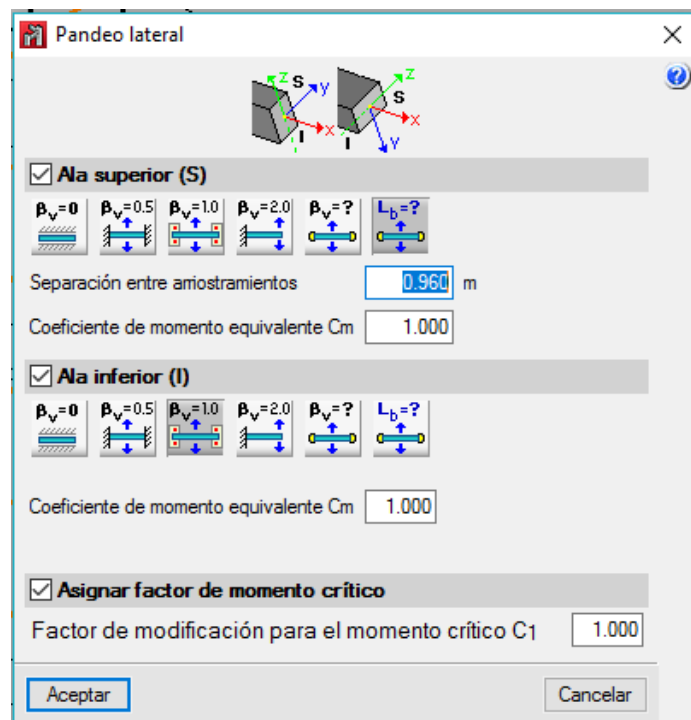 Pandeo lateral
z S y x I
z S x I y
Ala superior (S)
βv=0 βv=0.5 βv=1.0 βv=2.0 βv=? Lb=?
Separación entre arriostramientos 0.960 m
Coeficiente de momento equivalente Cm 1.000
Ala inferior (I)
βv=0 βv=0.5 βv=1.0 βv=2.0 βv=? Lb=?
Coeficiente de momento equivalente Cm 1.000
Asignar factor de momento crítico
Factor de modificación para el momento crítico C1 1.000
Aceptar Cancelar